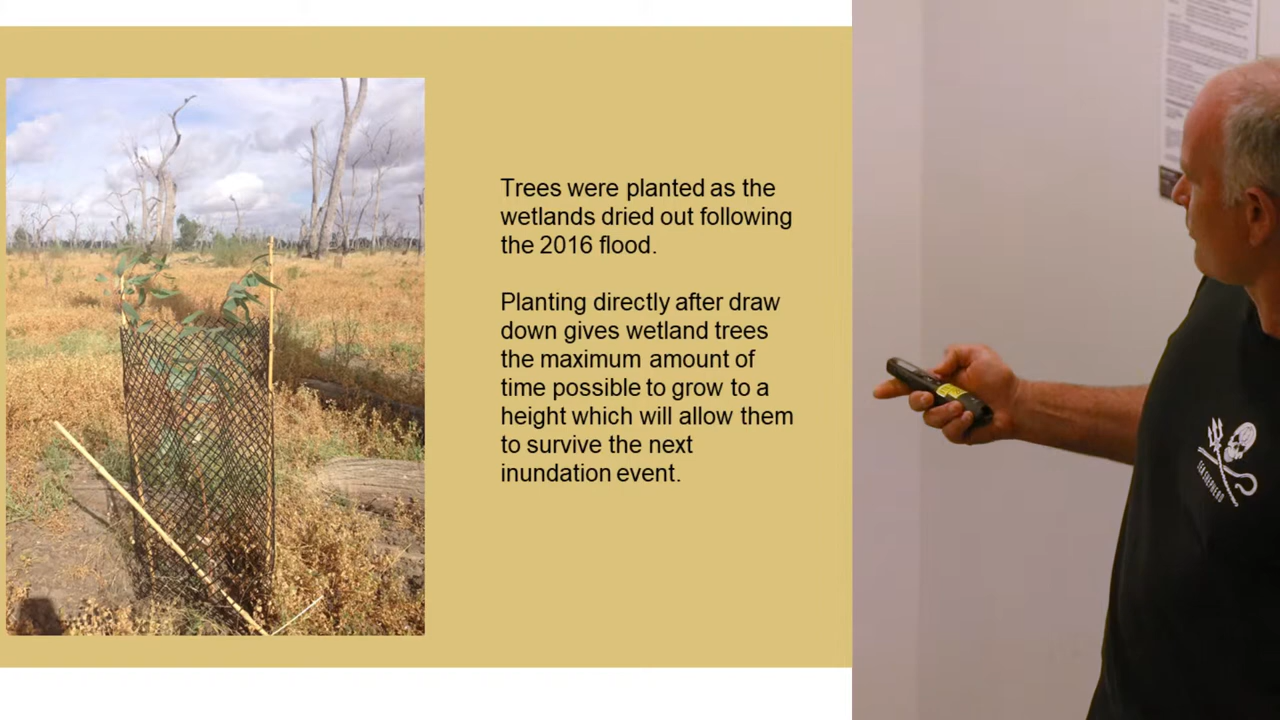 Trees were planted as the
wetlands dried out following
the 2016 flood.
Planting directly after draw
down gives wetland trees
the maximum amount of
time possible to grow to a
height which will allow them
to survive the next
inundation event.
SEA SHEPHERD